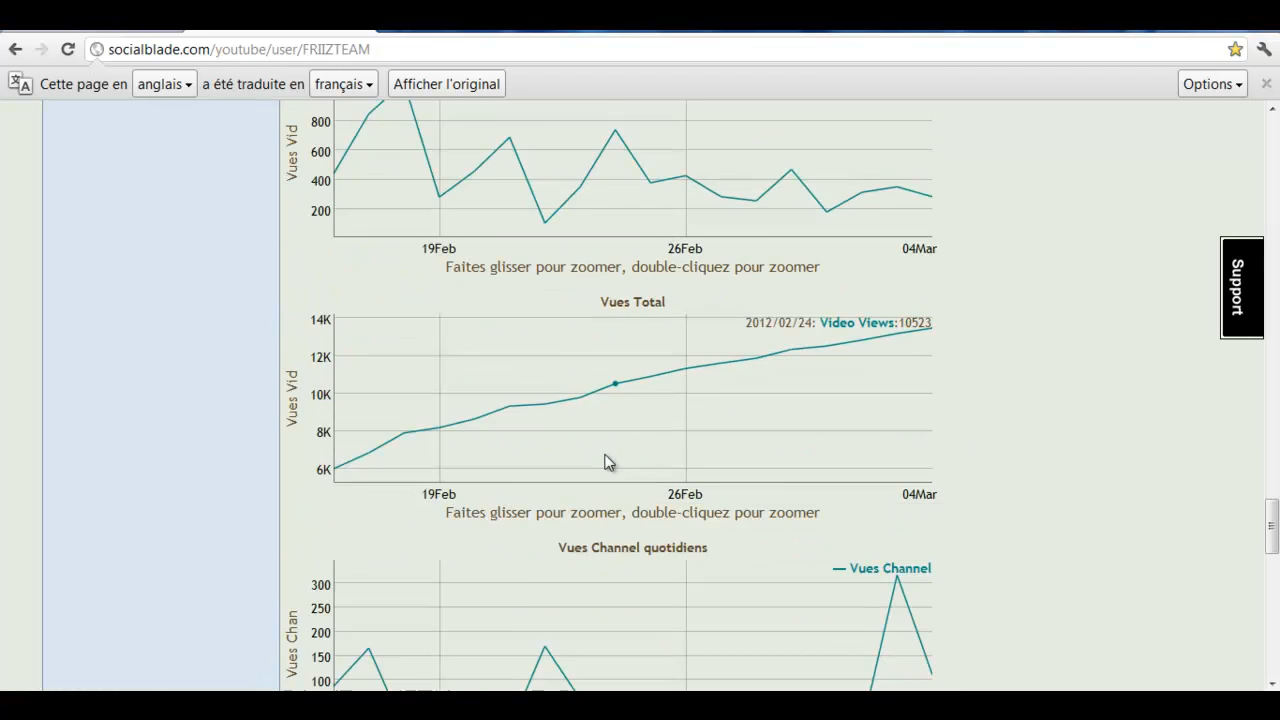 socialblade.com/youtube/user/FRIIZTEAM
Cette page en anglais a été traduite en français Afficher l'original Options
800
600
400
200
Vues Vid
19Feb 26Feb 04Mar
Faites glisser pour zoomer, double-cliquez pour zoomer
Support
Vues Total
2012/02/24: Video Views:10523
14K
12K
10K
8K
6K
Vues Vid
19Feb 26Feb 04Mar
Faites glisser pour zoomer, double-cliquez pour zoomer
Vues Channel quotidiens
Vues Channel
300
250
200
150
100
Vues Chan